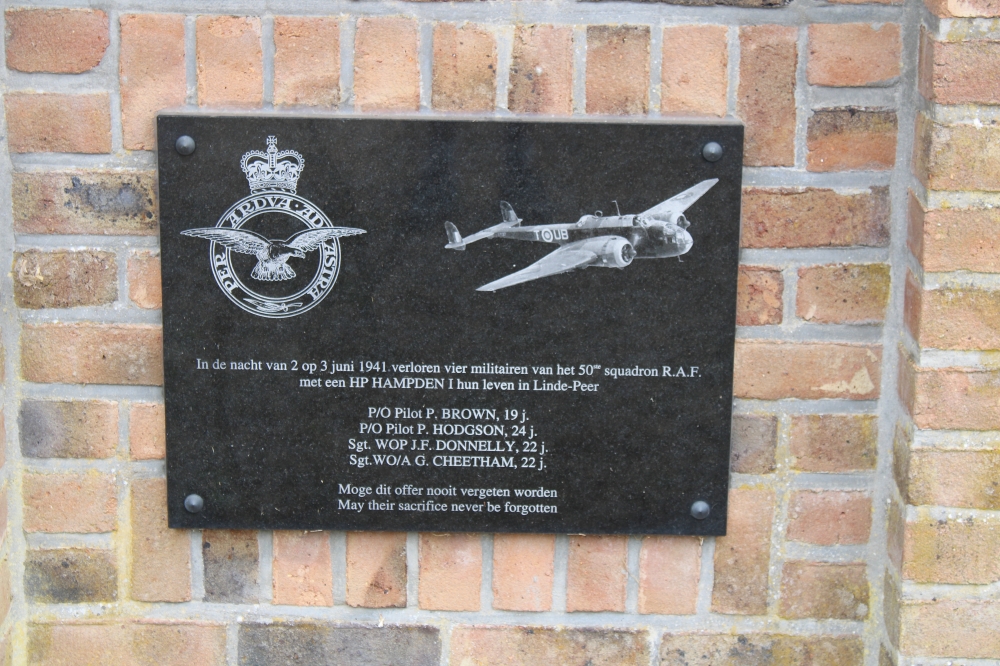 PER ARDVA AD ASTRA
T UB
In de nacht van 2 op 3 juni 1941 verloren vier militairen van het 50ste squadron R.A.F.
met een HP HAMPDEN I hun leven in Linde-Peer
P/O Pilot P. BROWN, 19 j.
P/O Pilot P. HODGSON, 24 j.
Sgt. WOP J.F. DONNELLY, 22 j.
Sgt.WO/A G. CHEETHAM, 22 j.
Moge dit offer nooit vergeten worden
May their sacrifice never be forgotten